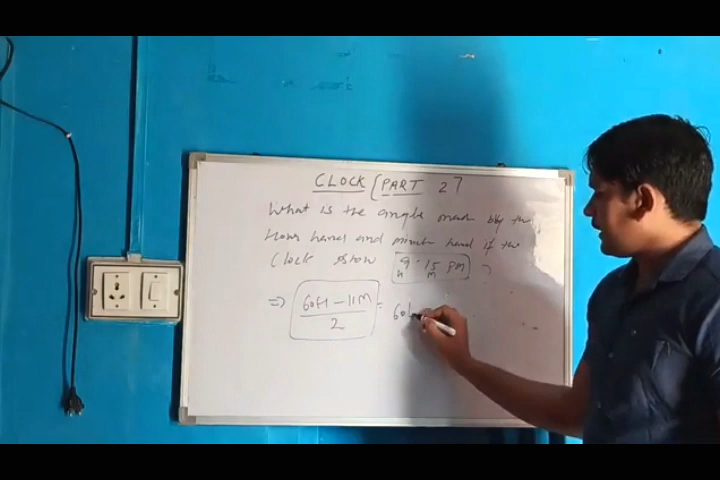 CLOCK [PART 2]
What is the angle made by the
Hour hand and minute hand if the
Clock show 9:15 PM ?
H M
=> 60H - 11M / 2 = 60